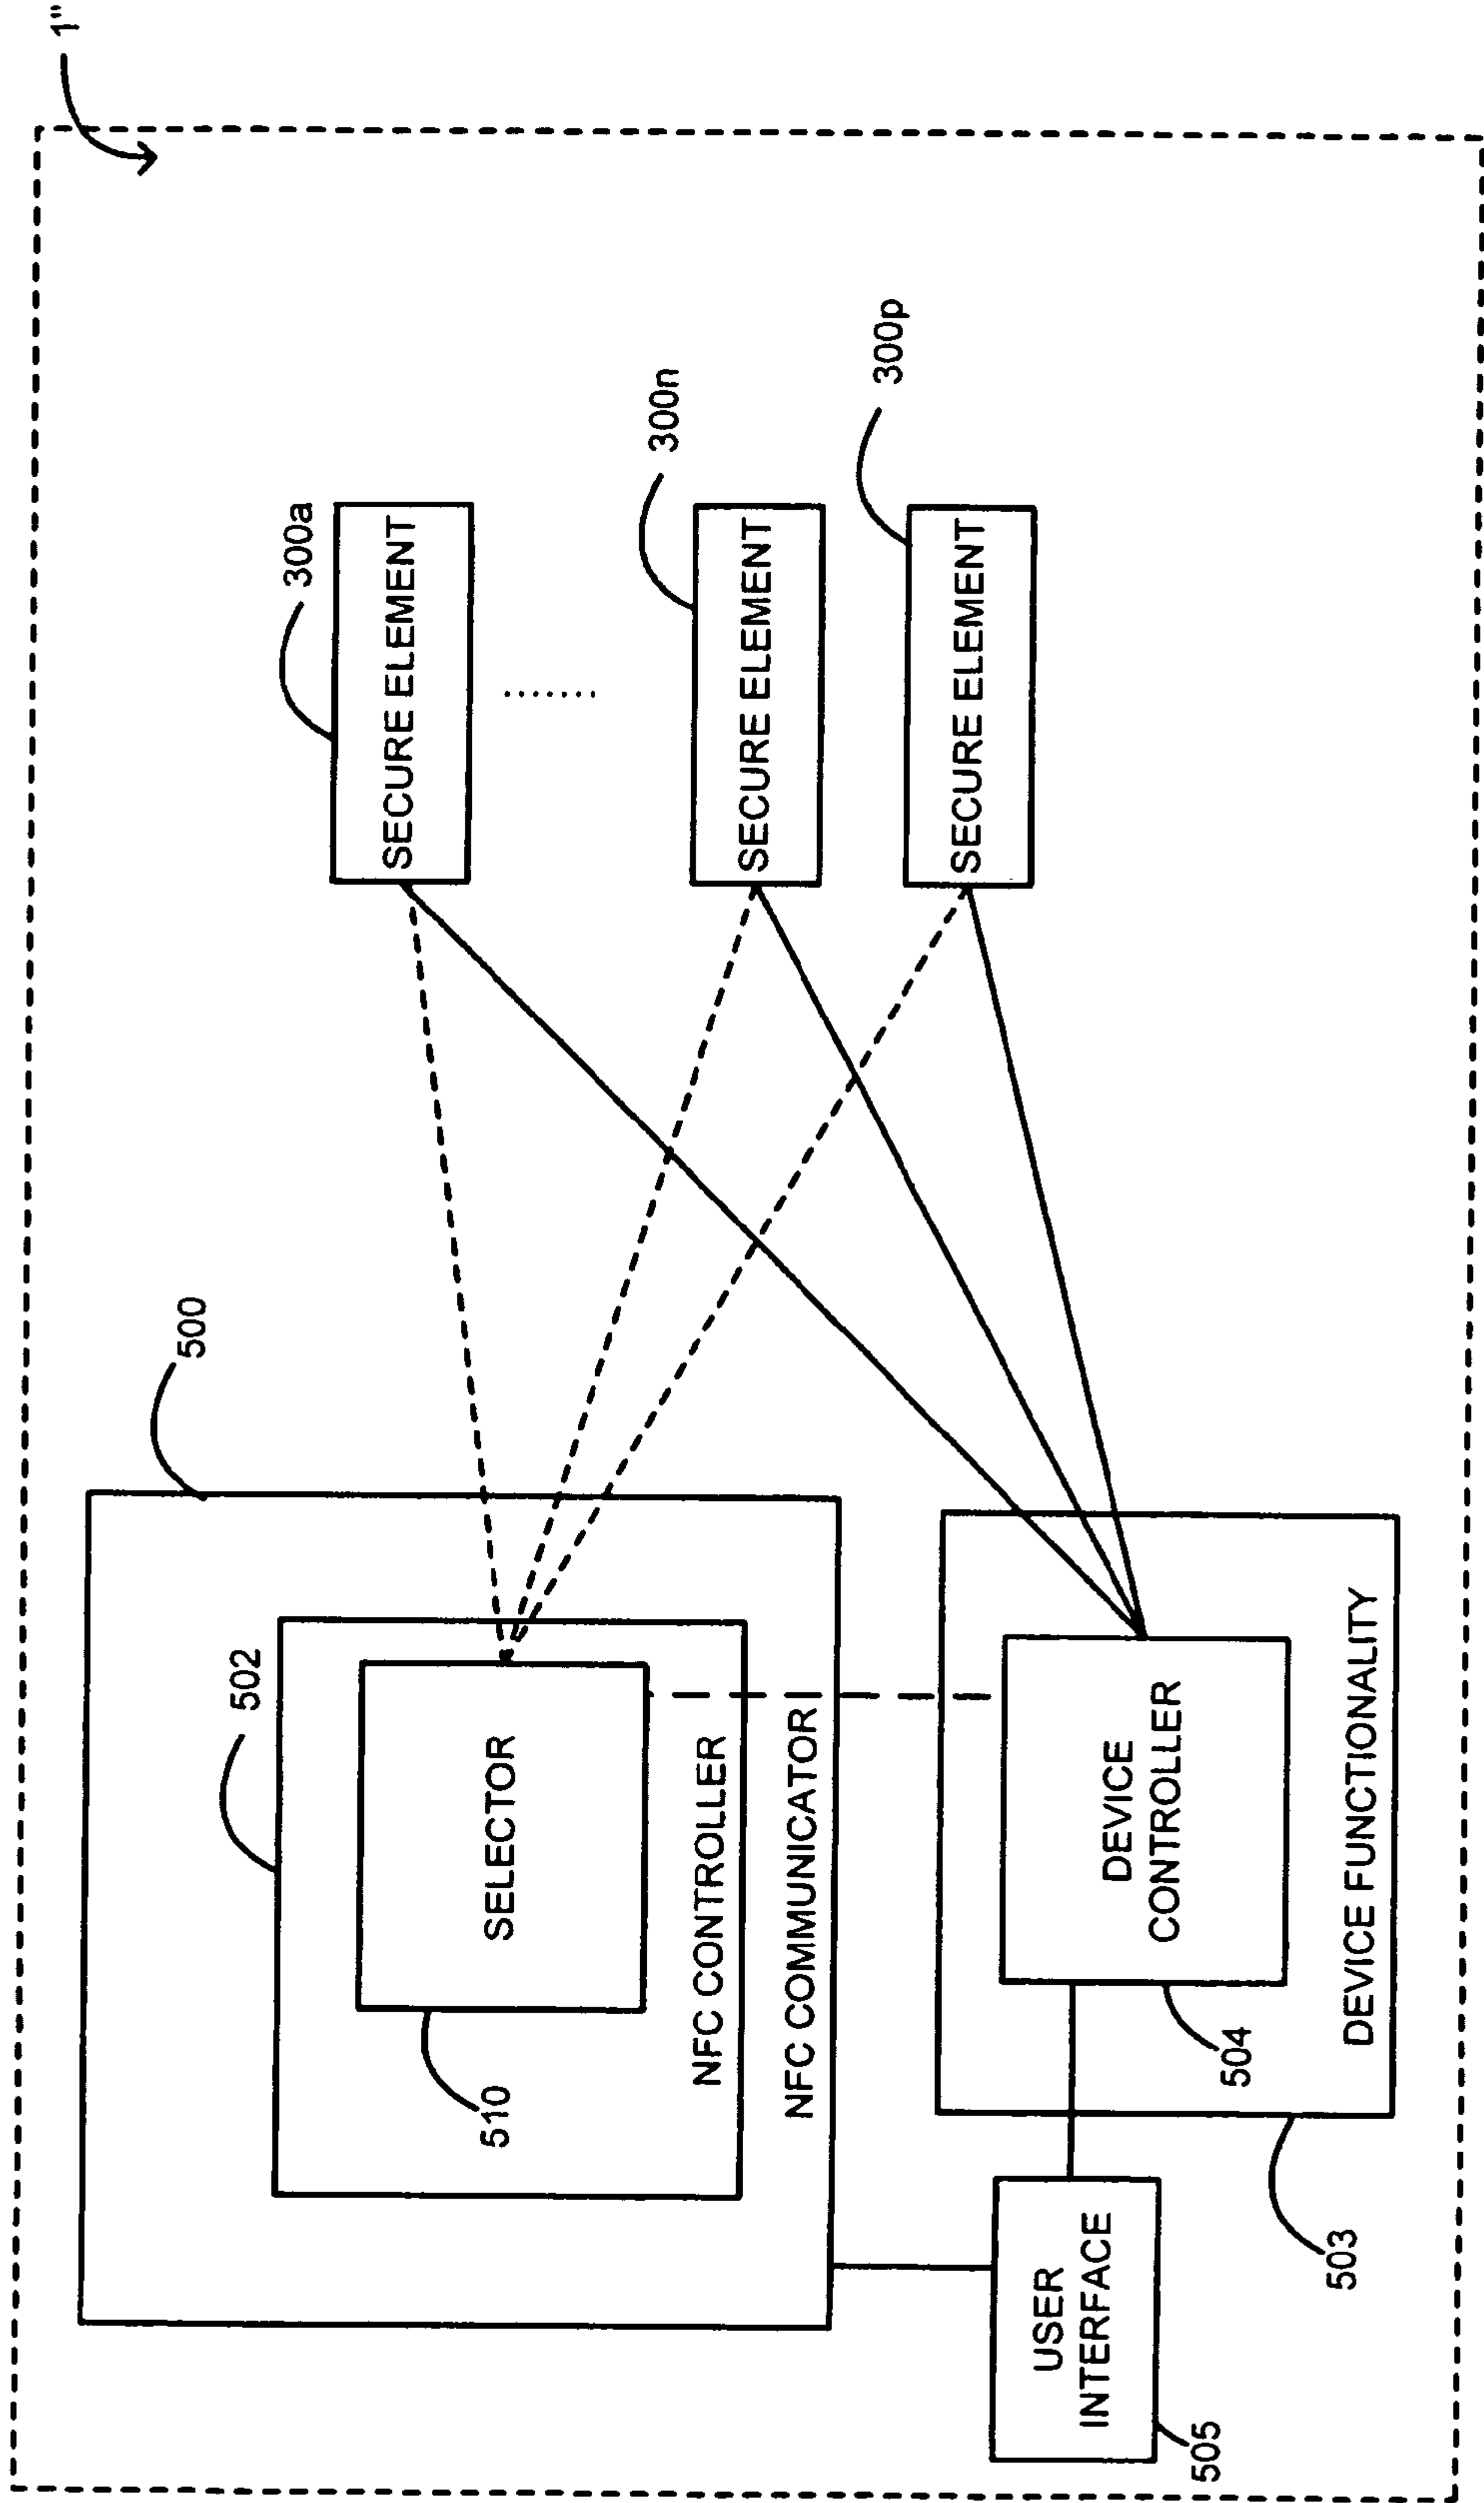 1"
500
502
SELECTOR
510
NFC CONTROLLER
NFC COMMUNICATOR
300a
SECURE ELEMENT
......
300n
SECURE ELEMENT
300p
SECURE ELEMENT
USER
INTERFACE
505
DEVICE
CONTROLLER
504
DEVICE FUNCTIONALITY
503